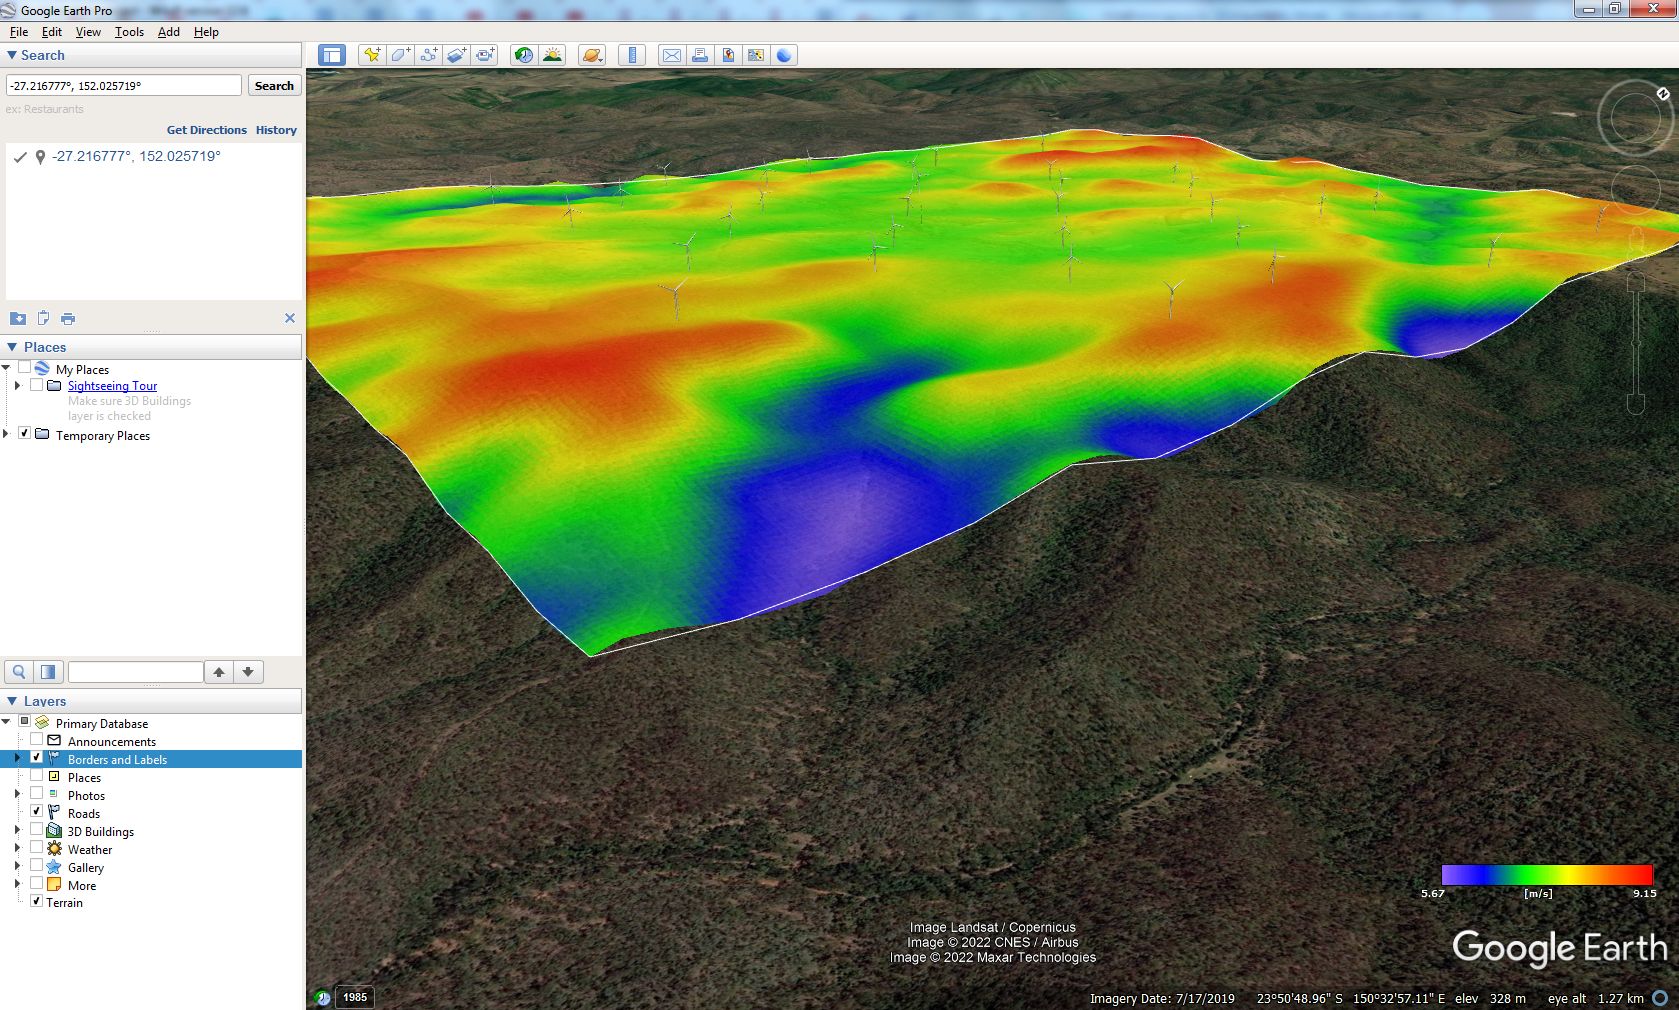 Google Earth Pro
File Edit View Tools Add Help
Search
-27.216777°, 152.025719°
Search
ex: Restaurants
Get Directions History
-27.216777°, 152.025719°
Places
My Places
Sightseeing Tour
Make sure 3D Buildings
layer is checked
Temporary Places
Layers
Primary Database
Announcements
Borders and Labels
Places
Photos
Roads
3D Buildings
Weather
Gallery
More
Terrain
N
5.67 [m/s] 9.15
Image Landsat / Copernicus
Image © 2022 CNES / Airbus
Image © 2022 Maxar Technologies
Google Earth
1985
Imagery Date: 7/17/2019 23°50'48.96" S 150°32'57.11" E elev 328 m eye alt 1.27 km